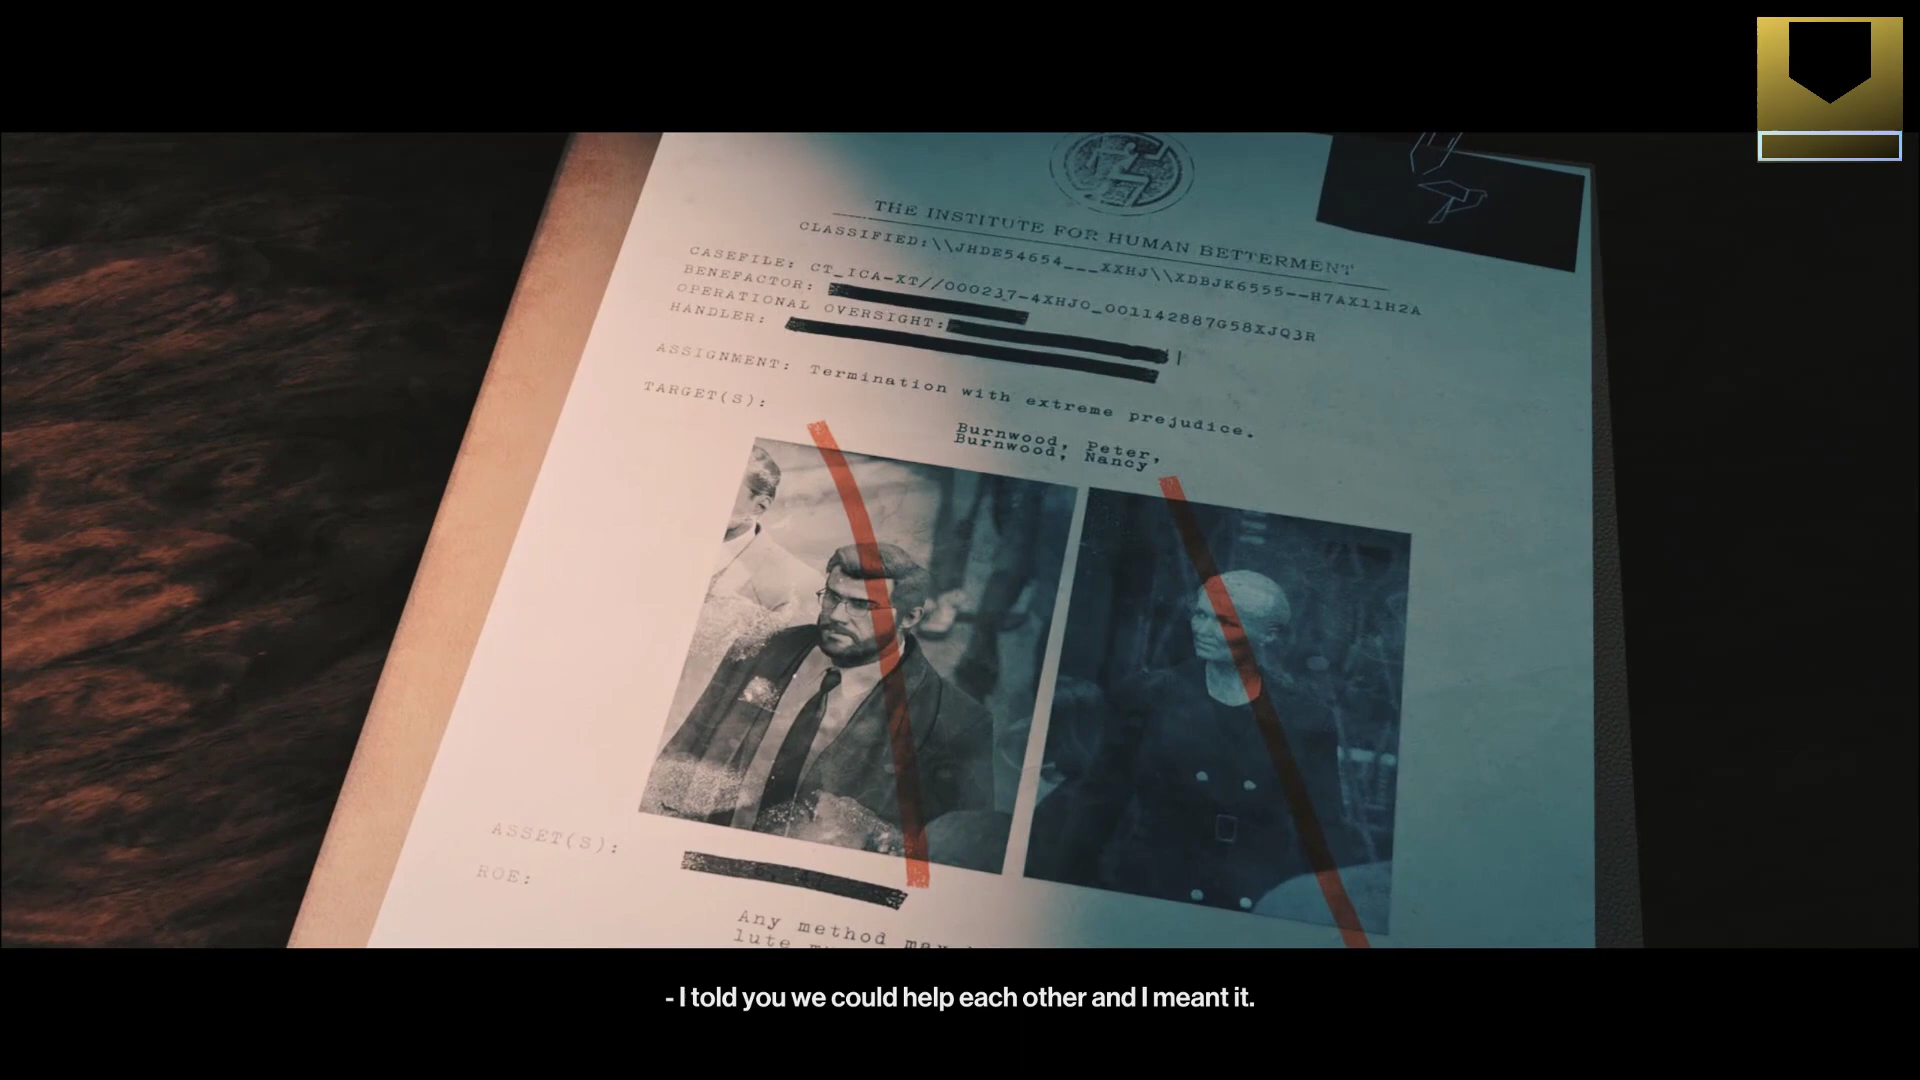 THE INSTITUTE FOR HUMAN BETTERMENT
CLASSIFIED:\\JHDE54654___XXHJ\\XDBJK6555--H7AX11H2A
CASEFILE: CT_ICA-XT//000237-4XHJO_001142887G58XJQ3R
BENEFACTOR:
OPERATIONAL OVERSIGHT:
HANDLER:
ASSIGNMENT: Termination with extreme prejudice.
TARGET(S):
Burnwood, Peter,
Burnwood, Nancy
ASSET(S):
ROE:
Any method may
lute
- I told you we could help each other and I meant it.